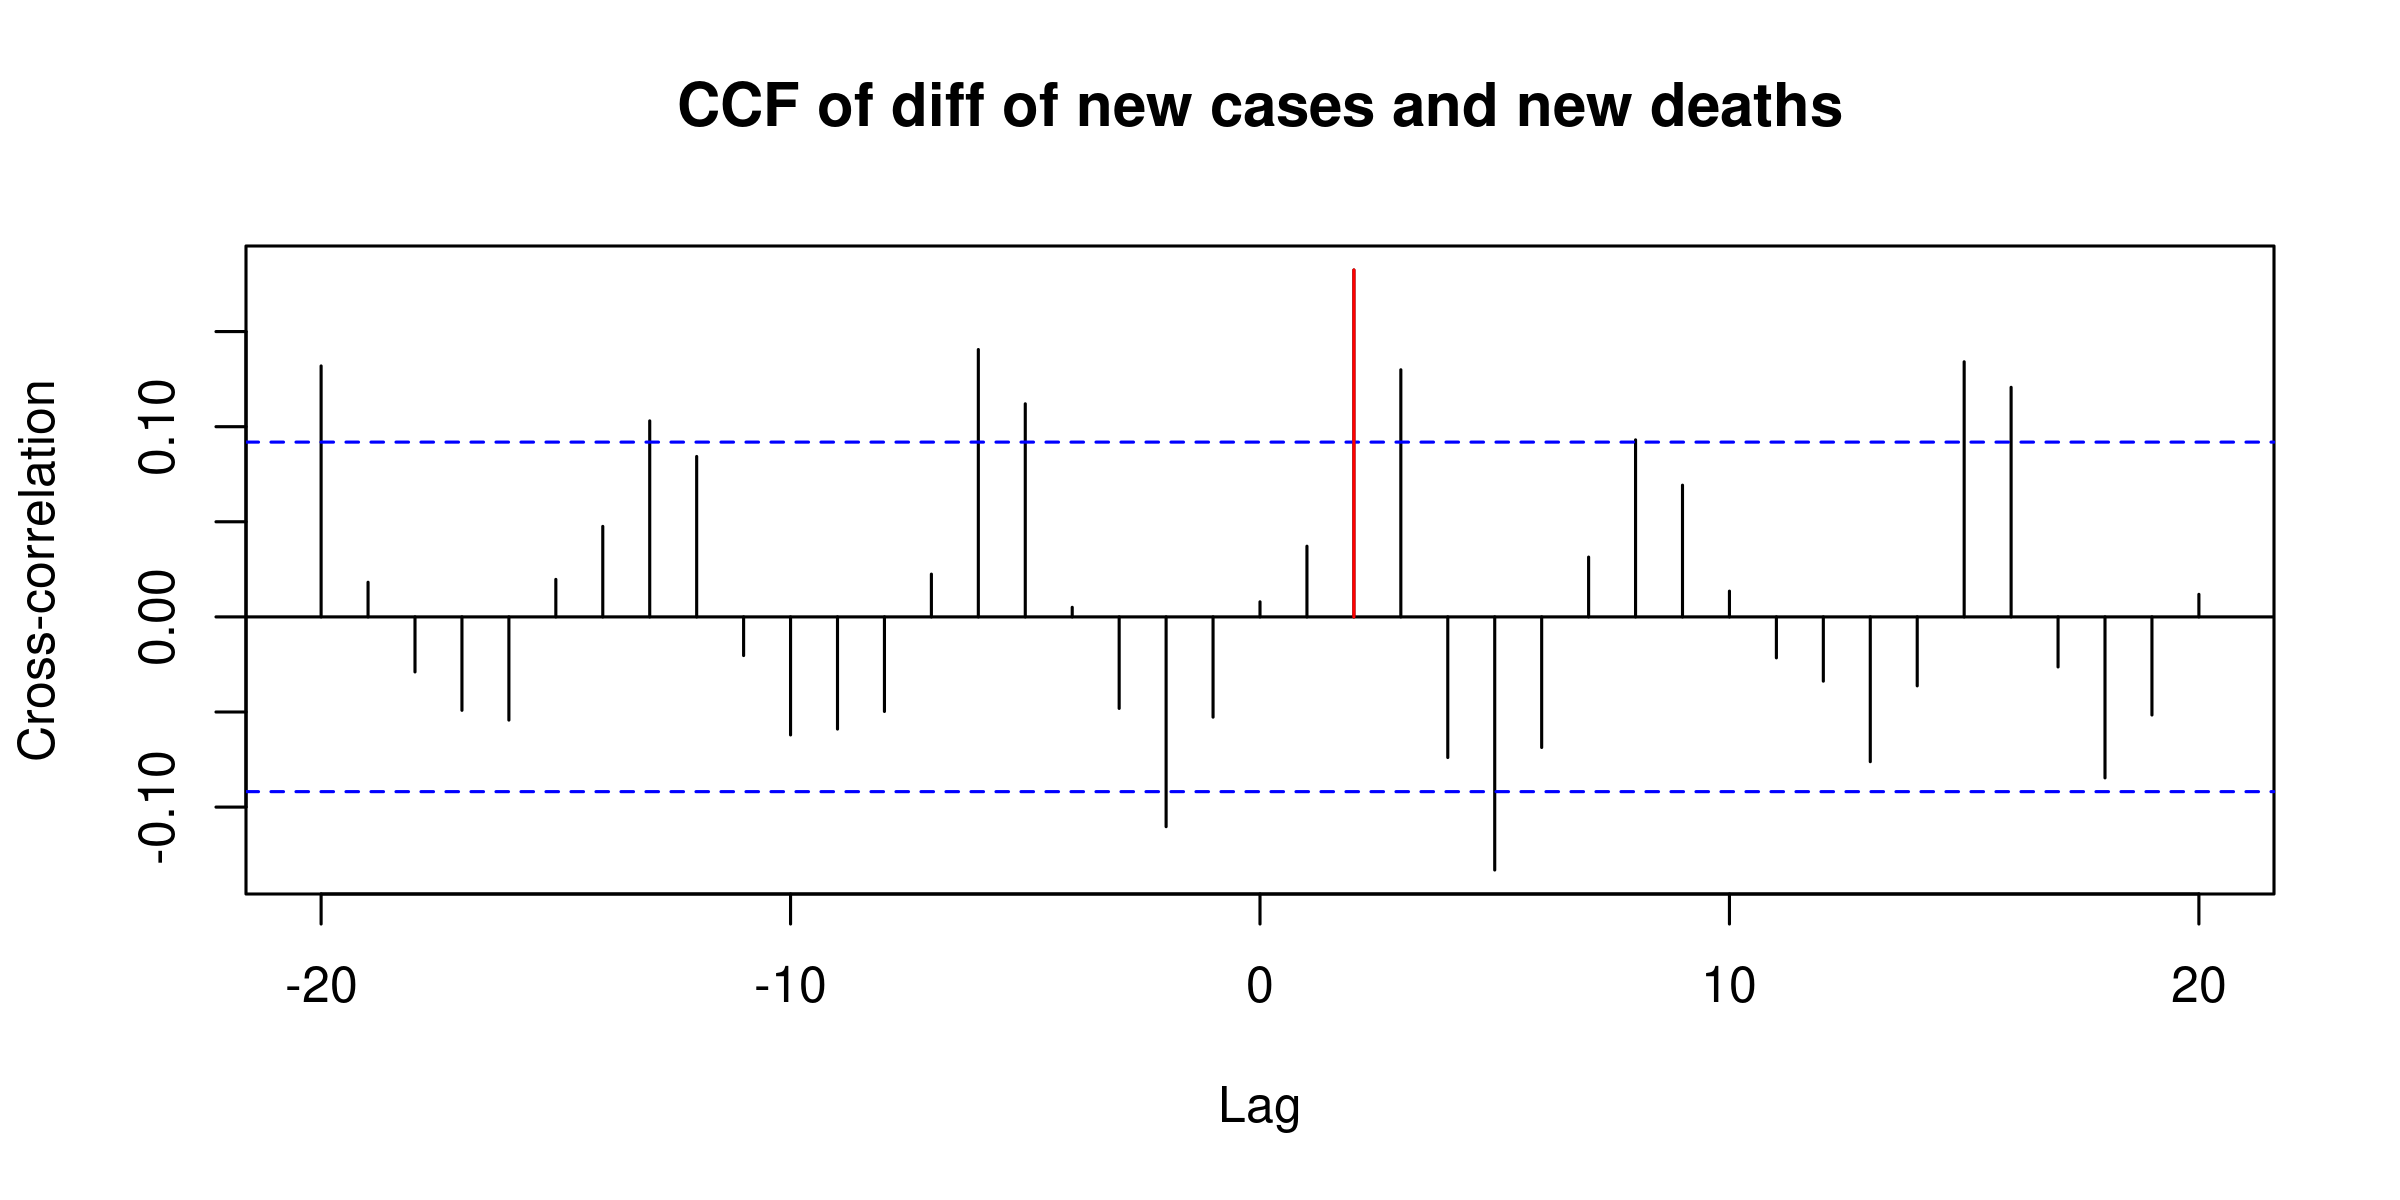 CCF of diff of new cases and new deaths
Cross-correlation
0.10
0.00
-0.10
-20 -10 0 10 20
Lag